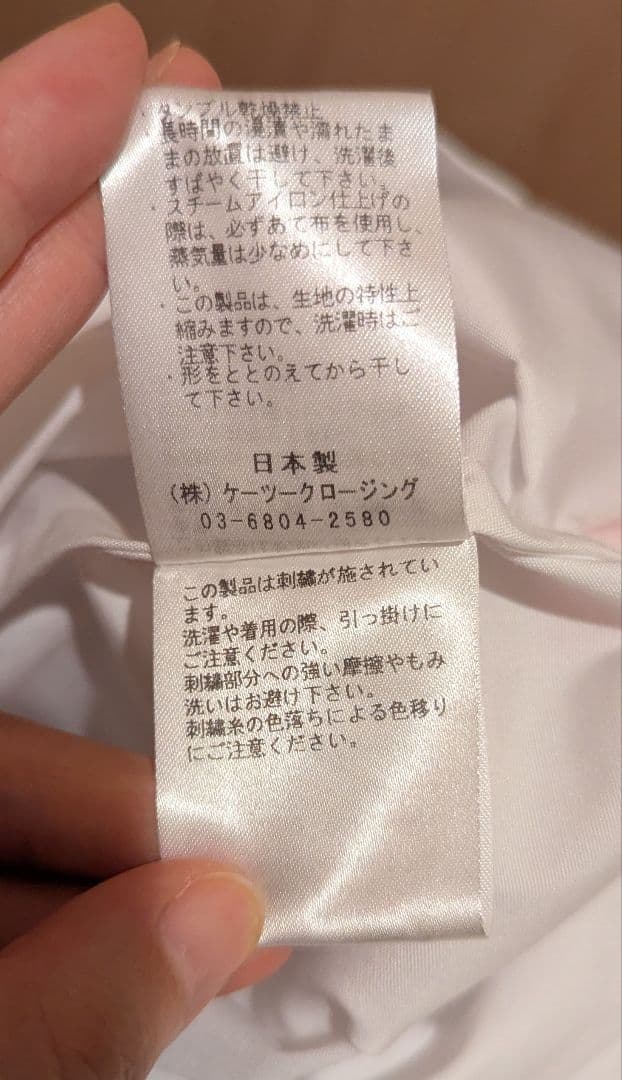 ・タンブル乾燥禁止
・長時間の浸漬や濡れたま
まの放置は避け、洗濯後
すばやく干して下さい。
・スチームアイロン仕上げの
際は、必ずあて布を使用し、
蒸気量は少なめにして下さ
い。
・この製品は、生地の特性上
縮みますので、洗濯時はご
注意下さい。
・形をととのえてから干し
て下さい。
日本製
(株)ケーツークロージング
03-6804-2580
この製品は刺繍が施されてい
ます。
洗濯や着用の際、引っ掛けに
ご注意ください。
刺繍部分への強い摩擦やもみ
洗いはお避け下さい。
刺繍糸の色落ちによる色移り
にご注意ください。